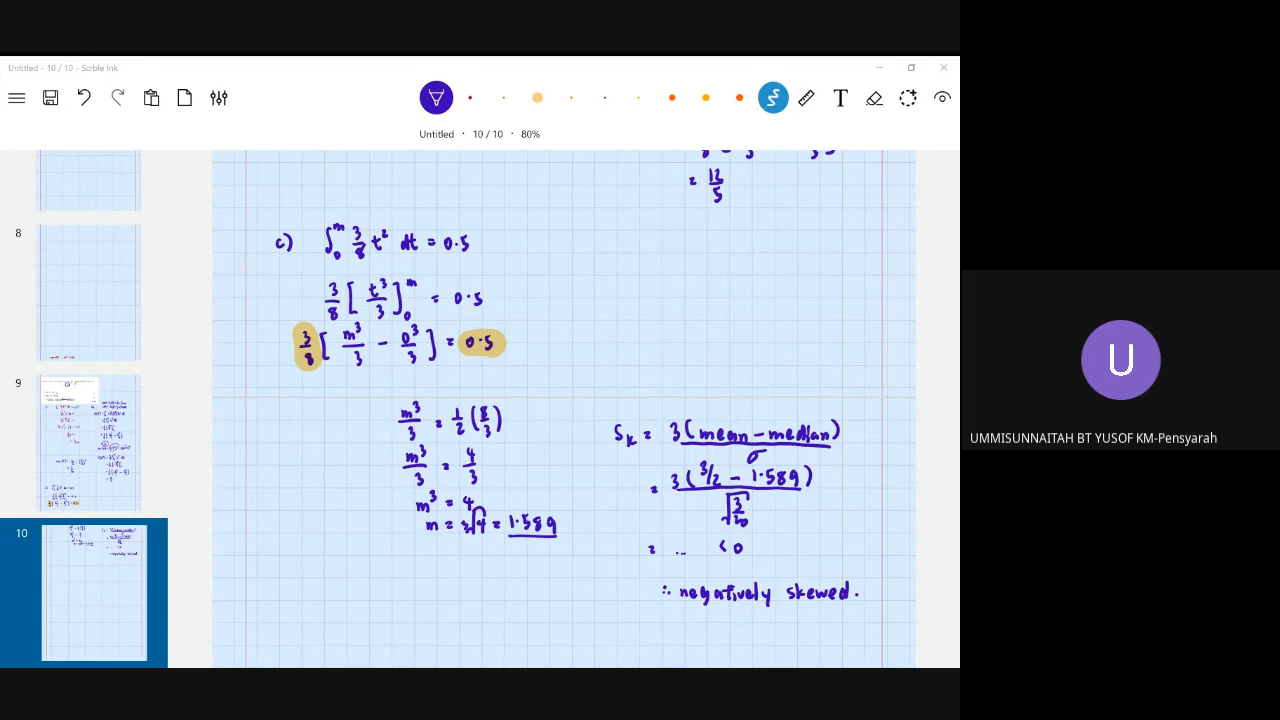 Untitled - 10 / 10 - Scrble Ink
Untitled • 10 / 10 • 80%
= 12/5
c) ∫₀ᵐ 3/8 t² dt = 0.5
3/8 [ t³/3 ]₀ᵐ = 0.5
3/8 [ m³/3 - 0³/3 ] = 0.5
m³/3 = 1/2 (8/3)
m³/3 = 4/3
m³ = 4
m = ³√4 = 1.589
Sk = 3(mean - median)/σ
= 3(3/2 - 1.589)/√(3/20)
= ... < 0
∴ negatively skewed.
8
9
10
U
UMMISUNNAITAH BT YUSOF KM-Pensyarah